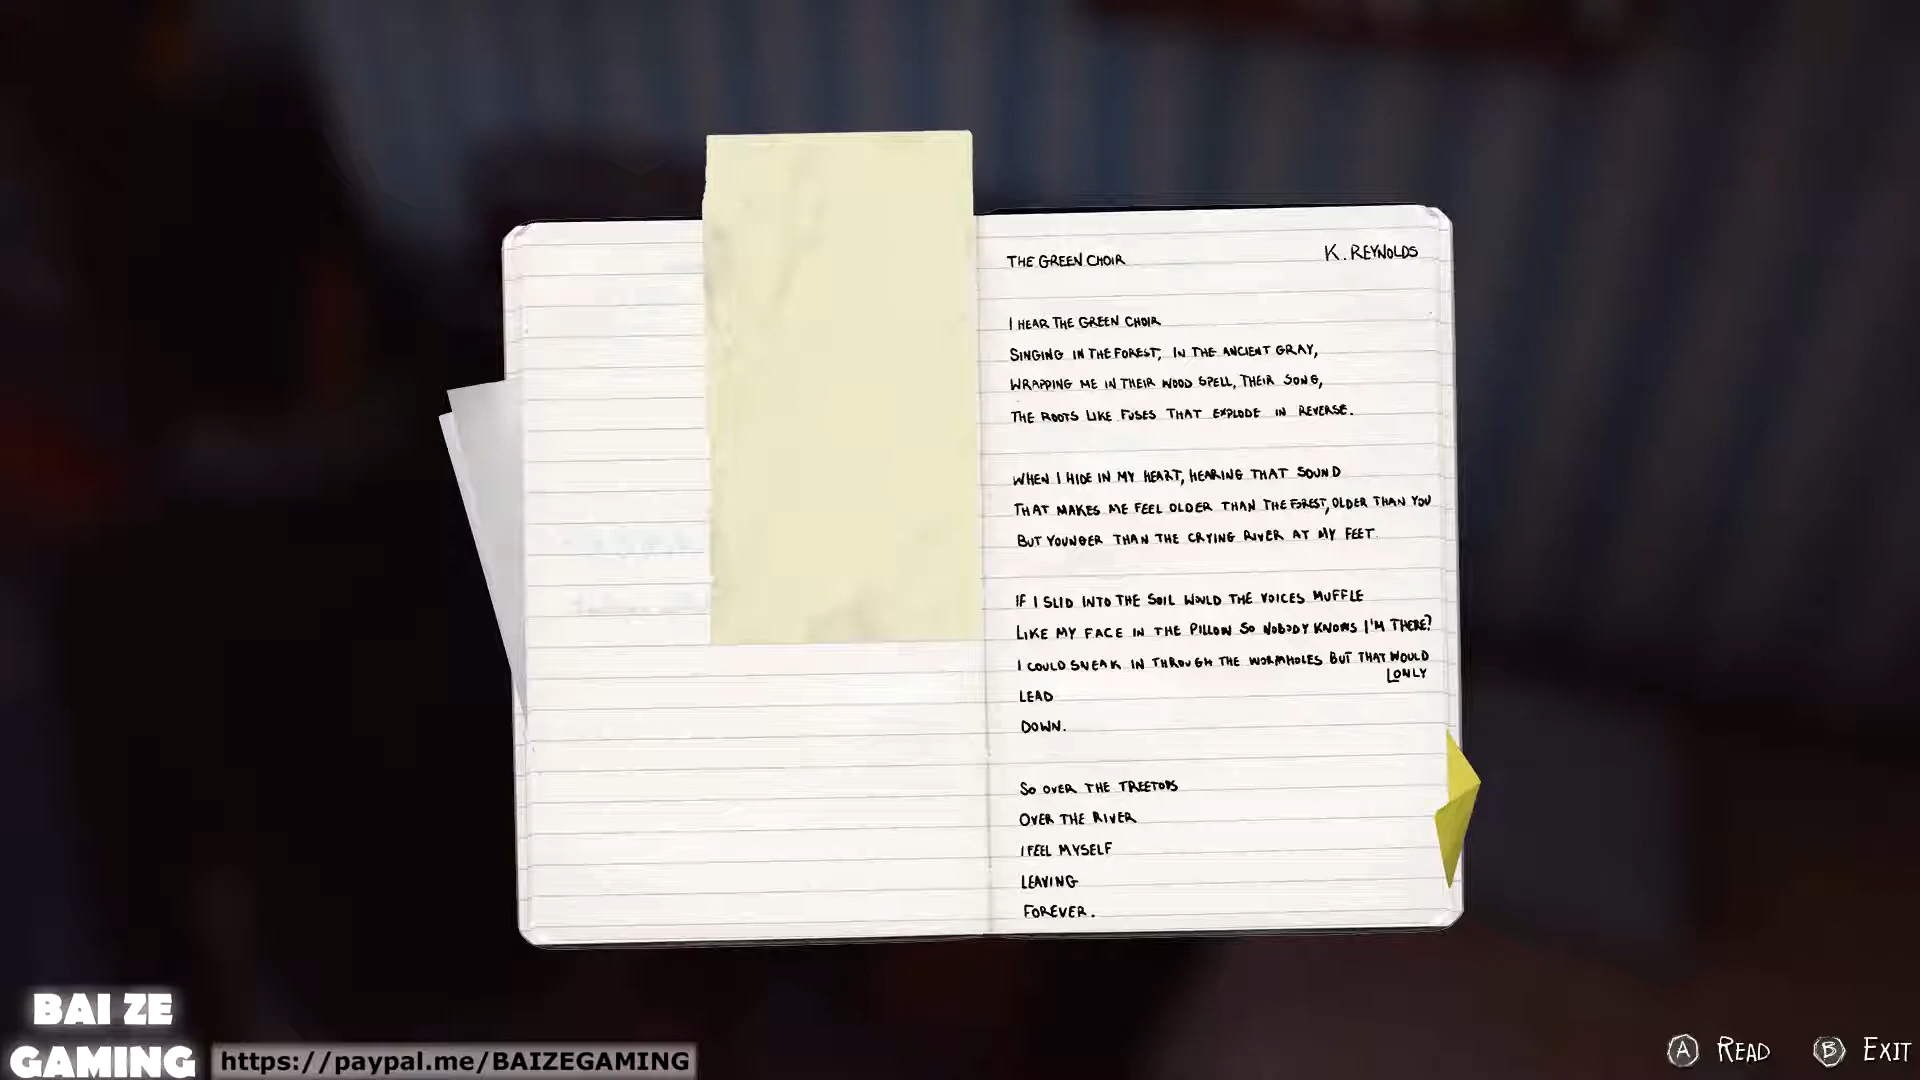 THE GREEN CHOIR
K. REYNOLDS
I HEAR THE GREEN CHOIR
SINGING IN THE FOREST, IN THE ANCIENT GRAY,
WRAPPING ME IN THEIR WOOD SPELL, THEIR SONG,
THE ROOTS LIKE FUSES THAT EXPLODE IN REVERSE.
WHEN I HIDE IN MY HEART, HEARING THAT SOUND
THAT MAKES ME FEEL OLDER THAN THE FOREST, OLDER THAN YOU
BUT YOUNGER THAN THE CRYING RIVER AT MY FEET.
IF I SLID INTO THE SOIL WOULD THE VOICES MUFFLE
LIKE MY FACE IN THE PILLOW SO NOBODY KNOWS I'M THERE?
I COULD SNEAK IN THROUGH THE WORMHOLES BUT THAT WOULD
LONLY
LEAD
DOWN.
SO OVER THE TREETOPS
OVER THE RIVER
I FEEL MYSELF
LEAVING
FOREVER.
BAI ZE
GAMING
https://paypal.me/BAIZEGAMING
A READ
B EXIT